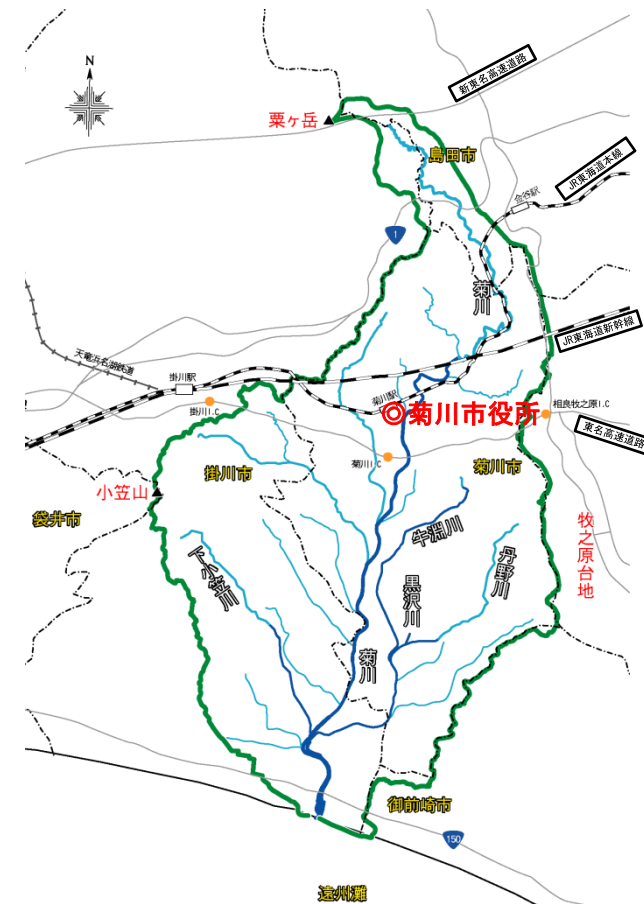 新東名高速道路
N
粟ヶ岳
島田市
JR東海道本線
金谷駅
1
菊川
JR東海道新幹線
天竜浜名湖鉄道
掛川駅
菊川駅
掛川I.C
◎菊川市役所
相良牧之原I.C
東名高速道路
菊川I.C
掛川市
菊川市
小笠山
袋井市
牛淵川
牧之原台地
下小笠川
丹野川
黒沢川
菊川
御前崎市
150
遠州灘